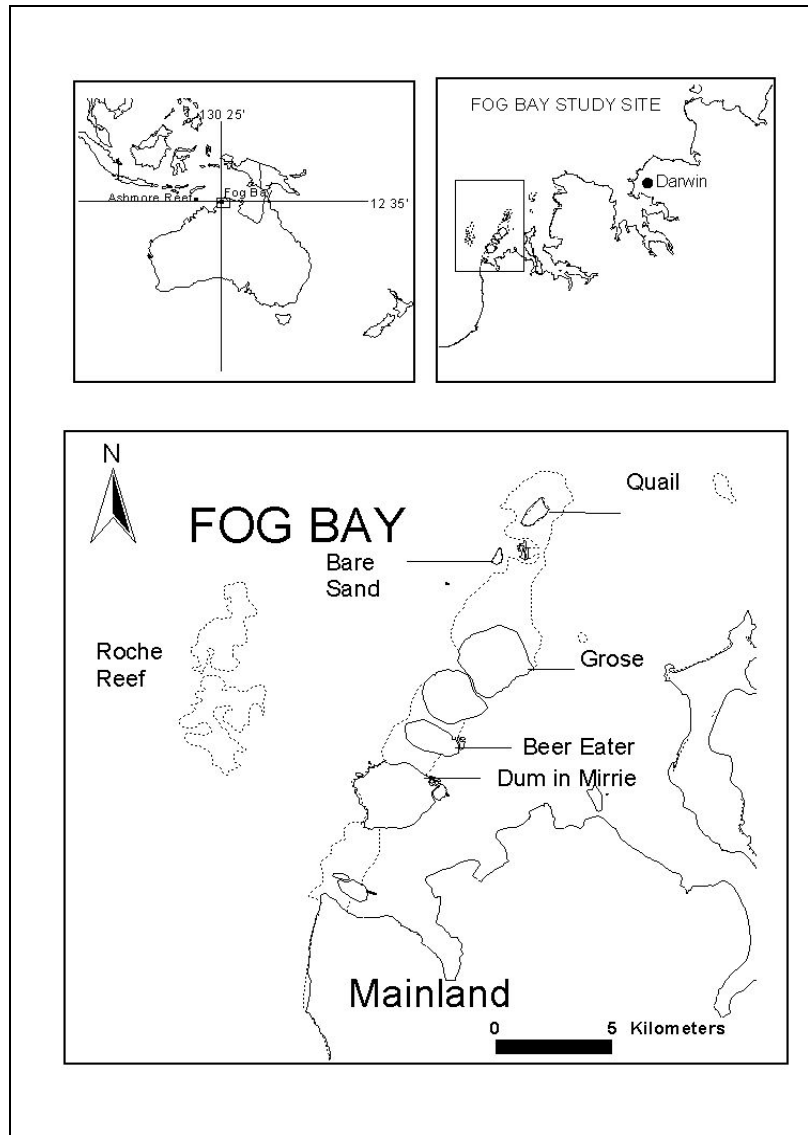 130 25'
Ashmore Reef
Fog Bay
12 35'
FOG BAY STUDY SITE
Darwin
N
FOG BAY
Quail
Bare
Sand
Roche
Reef
Grose
Beer Eater
Dum in Mirrie
Mainland
0 5 Kilometers